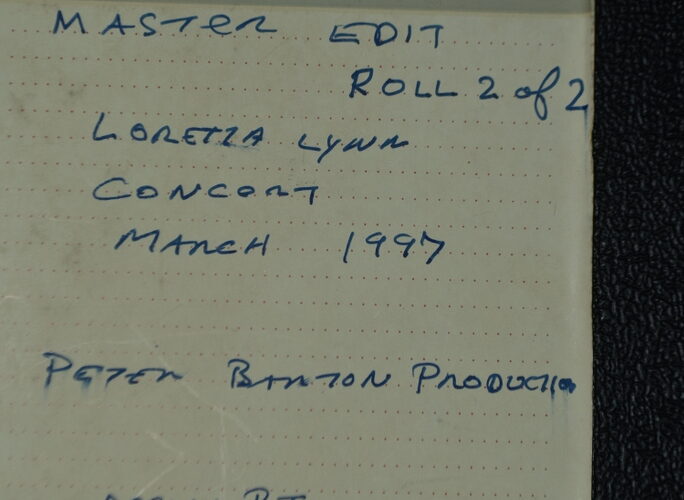 MASTER EDIT
ROLL 2 of 2
LORETTA LYNN
CONCERT
MARCH 1997
PETER BARTON PRODUCTIO